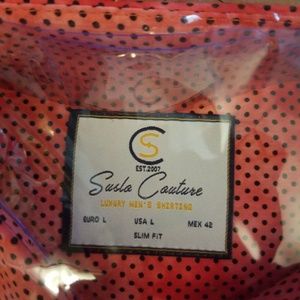 CS
EST.2007
Suslo Couture
LUXURY MEN'S SHIRTING
EURO L USA L MEX 42
SLIM FIT